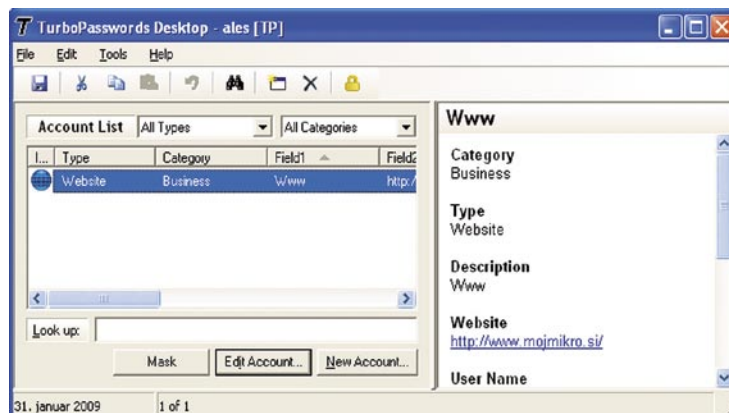 TurboPasswords Desktop - ales [TP]
File Edit Tools Help
Account List All Types All Categories
I... Type Category Field1 Field2
Website Business Www http:/
Look up:
Mask Edit Account... New Account...
Www
Category
Business
Type
Website
Description
Www
Website
http://www.mojmikro.si/
User Name
31. januar 2009 1 of 1